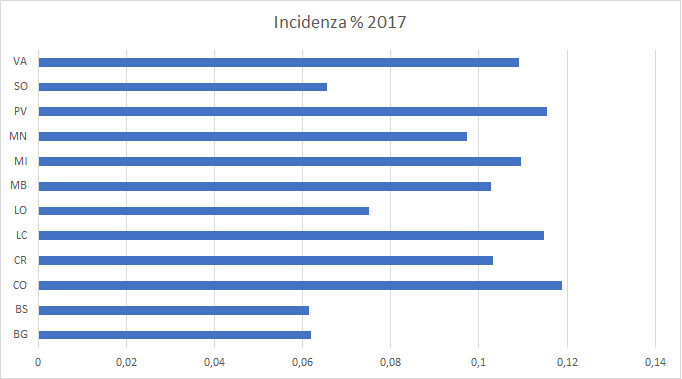 Incidenza % 2017
VA
SO
PV
MN
MI
MB
LO
LC
CR
CO
BS
BG
0 0,02 0,04 0,06 0,08 0,1 0,12 0,14